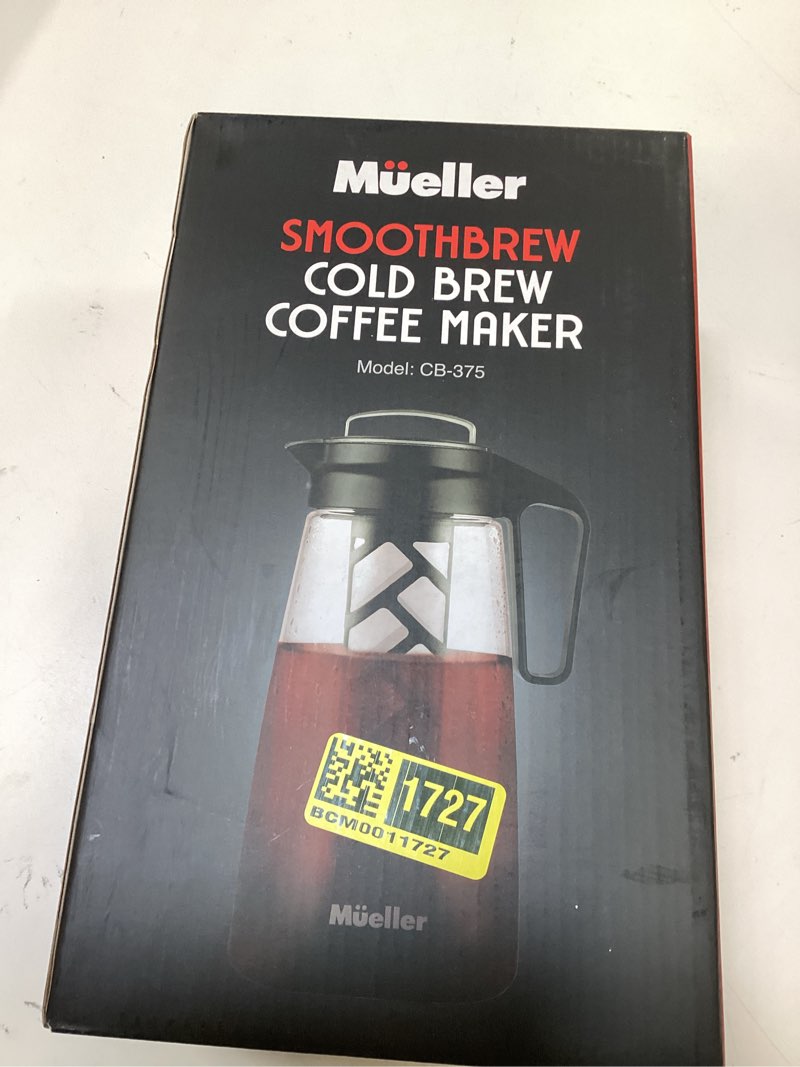 Müeller
SMOOTHBREW
COLD BREW
COFFEE MAKER
Model: CB-375
1727
BCM0011727
Müeller